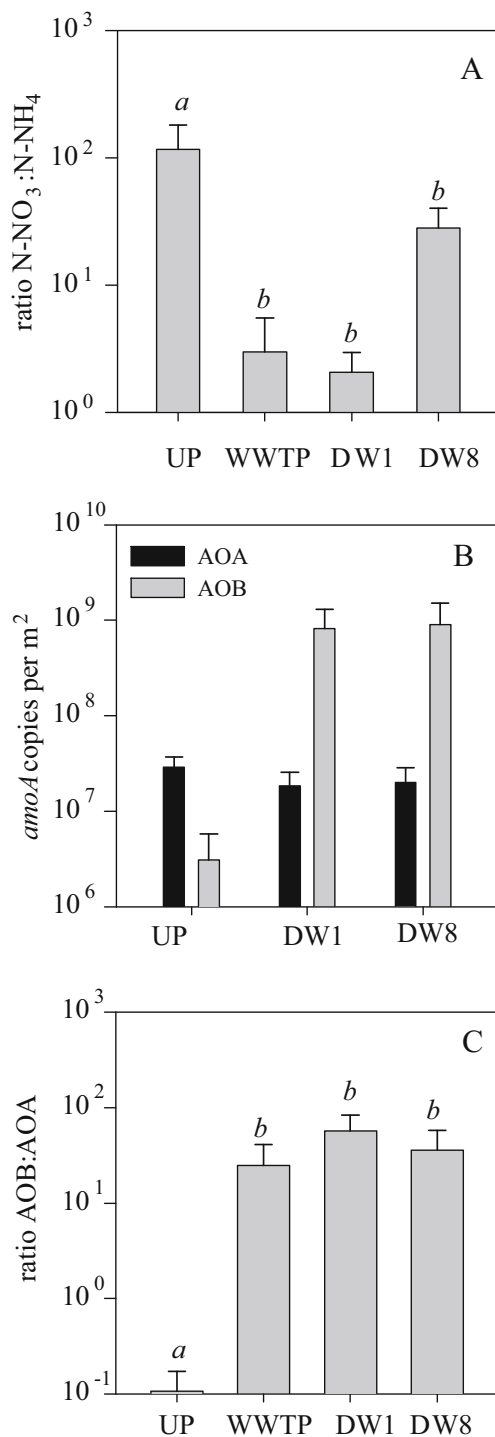 A
ratio N-NO₃:N-NH₄
10³
10²
10¹
10⁰
a
b
b
b
UP WWTP DW1 DW8
B
AOA
AOB
amoA copies per m²
10¹⁰
10⁹
10⁸
10⁷
10⁶
UP DW1 DW8
C
ratio AOB:AOA
10³
10²
10¹
10⁰
10⁻¹
a
b
b
b
UP WWTP DW1 DW8